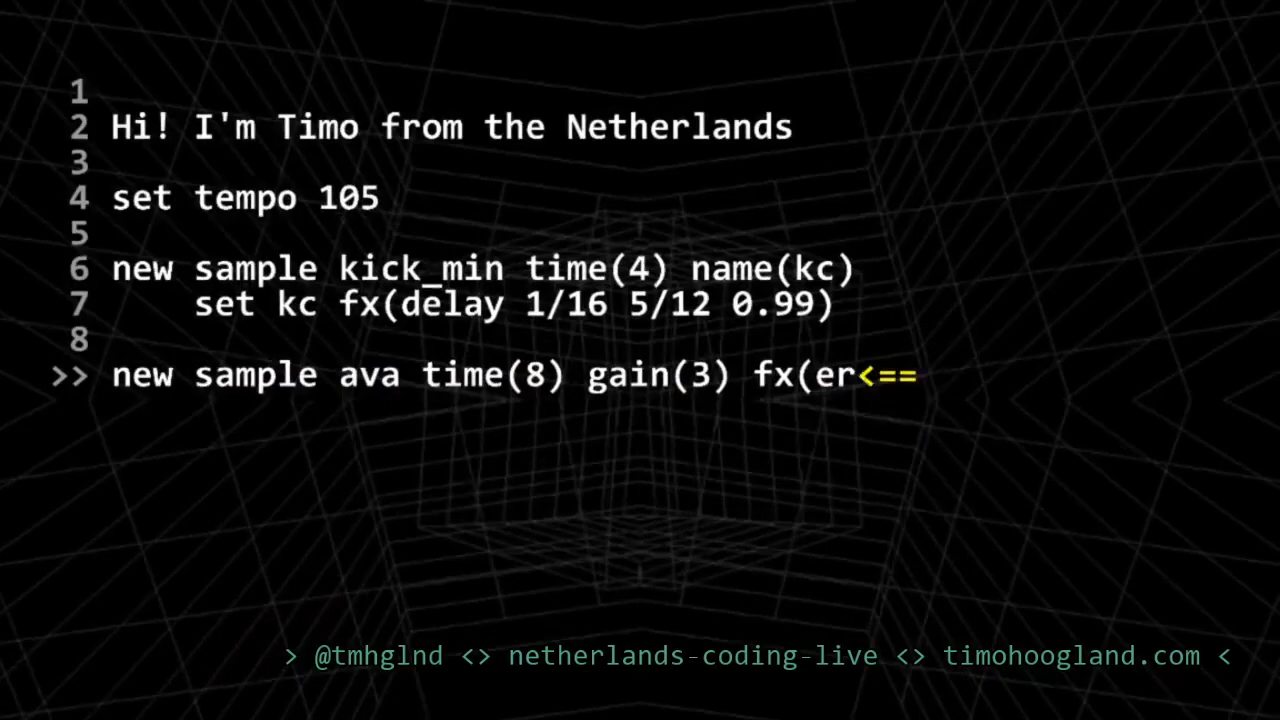 1
2 Hi! I'm Timo from the Netherlands
3
4 set tempo 105
5
6 new sample kick_min time(4) name(kc)
7     set kc fx(delay 1/16 5/12 0.99)
8
>> new sample ava time(8) gain(3) fx(er<==
> @tmhglnd <> netherlands-coding-live <> timohoogland.com <